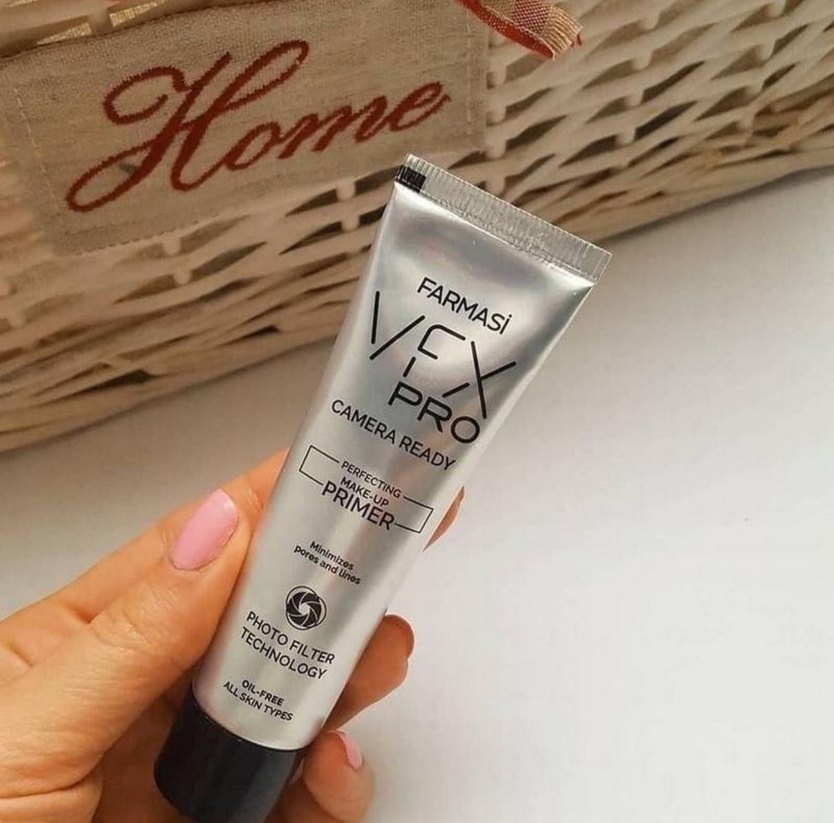 Home
FARMASi
VFX
PRO
CAMERA READY
PERFECTING
MAKE-UP
PRIMER
Minimizes
pores and lines
PHOTO FILTER
TECHNOLOGY
OIL-FREE
ALL SKIN TYPES